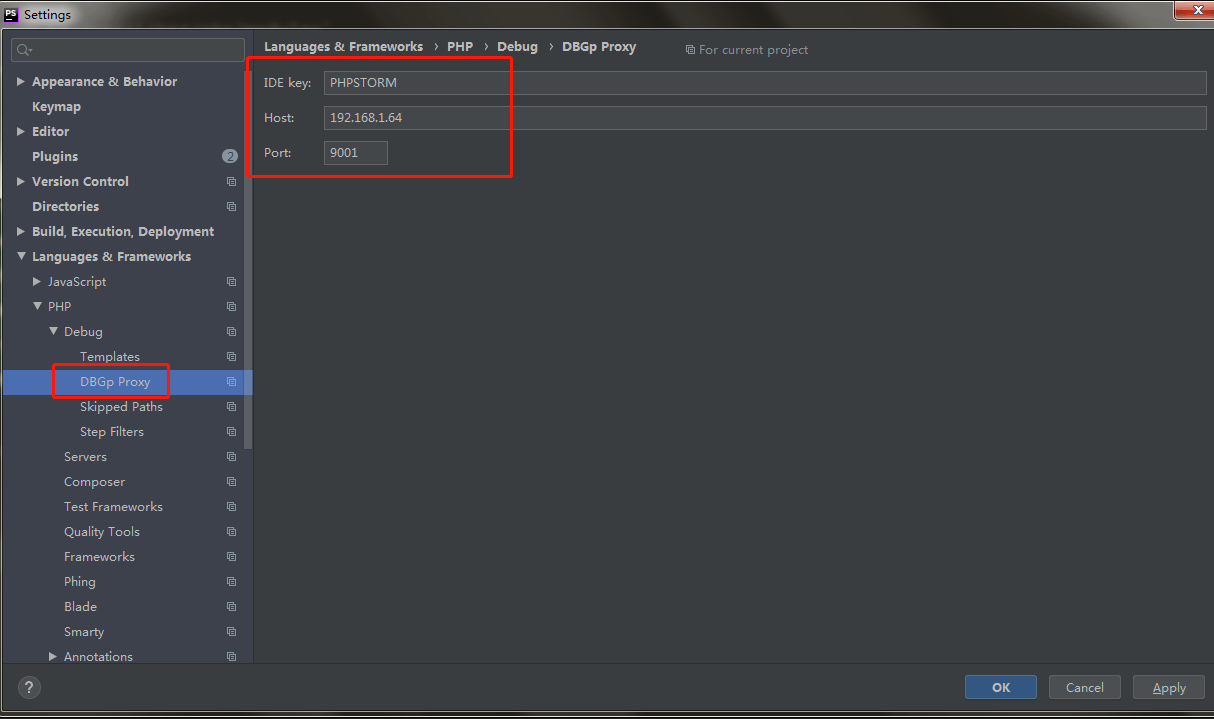 PS Settings
Languages & Frameworks › PHP › Debug › DBGp Proxy For current project
IDE key: PHPSTORM
Host: 192.168.1.64
Port: 9001
Appearance & Behavior
Keymap
Editor
Plugins 2
Version Control
Directories
Build, Execution, Deployment
Languages & Frameworks
JavaScript
PHP
Debug
Templates
DBGp Proxy
Skipped Paths
Step Filters
Servers
Composer
Test Frameworks
Quality Tools
Frameworks
Phing
Blade
Smarty
Annotations
? OK Cancel Apply